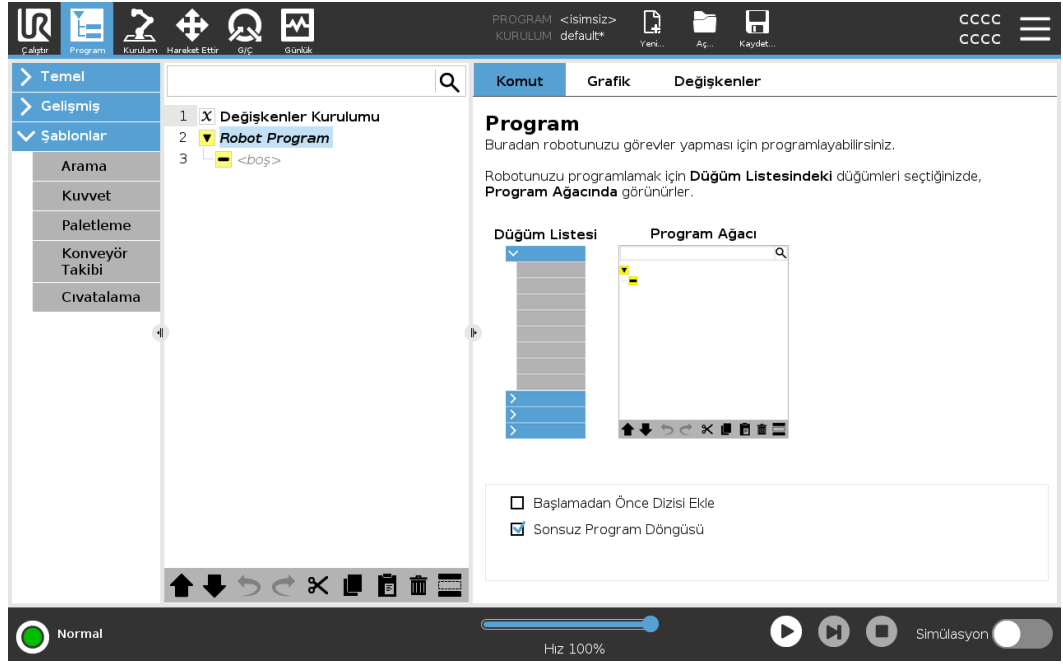 UR
Çalıştır
Program
Kurulum
Hareket Ettir
G/Ç
Günlük
PROGRAM <isimsiz>
KURULUM default*
Yeni...
Aç...
Kaydet...
CCCC
CCCC
Temel
Gelişmiş
Şablonlar
Arama
Kuvvet
Paletleme
Konveyör
Takibi
Cıvatalama
1 X Değişkenler Kurulumu
2 Robot Program
3 <boş>
Komut
Grafik
Değişkenler
Program
Buradan robotunuzu görevler yapması için programlayabilirsiniz.
Robotunuzu programlamak için Düğüm Listesindeki düğümleri seçtiğinizde,
Program Ağacında görünürler.
Düğüm Listesi
Program Ağacı
Başlamadan Önce Dizisi Ekle
Sonsuz Program Döngüsü
Normal
Hız 100%
Simülasyon